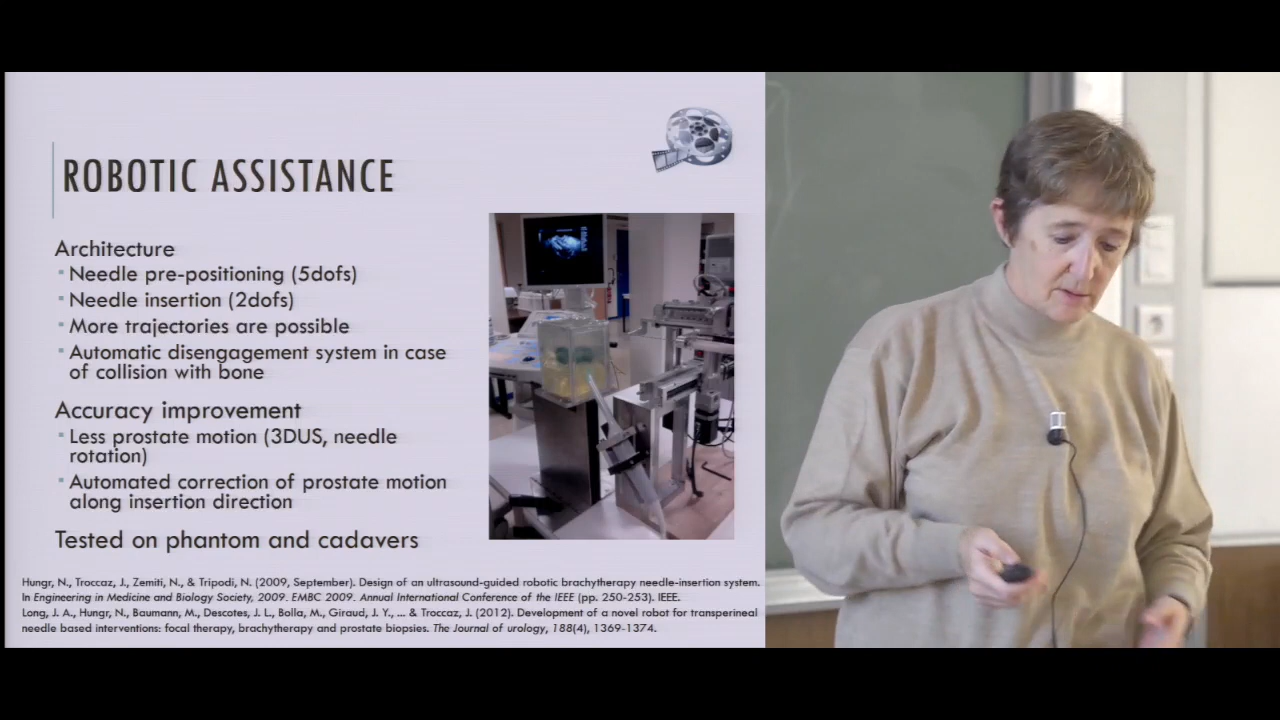 ROBOTIC ASSISTANCE
Architecture
Needle pre-positioning (5dofs)
Needle insertion (2dofs)
More trajectories are possible
Automatic disengagement system in case
of collision with bone
Accuracy improvement
Less prostate motion (3DUS, needle
rotation)
Automated correction of prostate motion
along insertion direction
Tested on phantom and cadavers
Hungr, N., Troccaz, J., Zemiti, N., & Tripodi, N. (2009, September). Design of an ultrasound-guided robotic brachytherapy needle-insertion system.
In Engineering in Medicine and Biology Society, 2009. EMBC 2009. Annual International Conference of the IEEE (pp. 250-253). IEEE.
Long, J. A., Hungr, N., Baumann, M., Descotes, J. L., Bolla, M., Giraud, J. Y., ... & Troccaz, J. (2012). Development of a novel robot for transperineal
needle based interventions: focal therapy, brachytherapy and prostate biopsies. The Journal of urology, 188(4), 1369-1374.